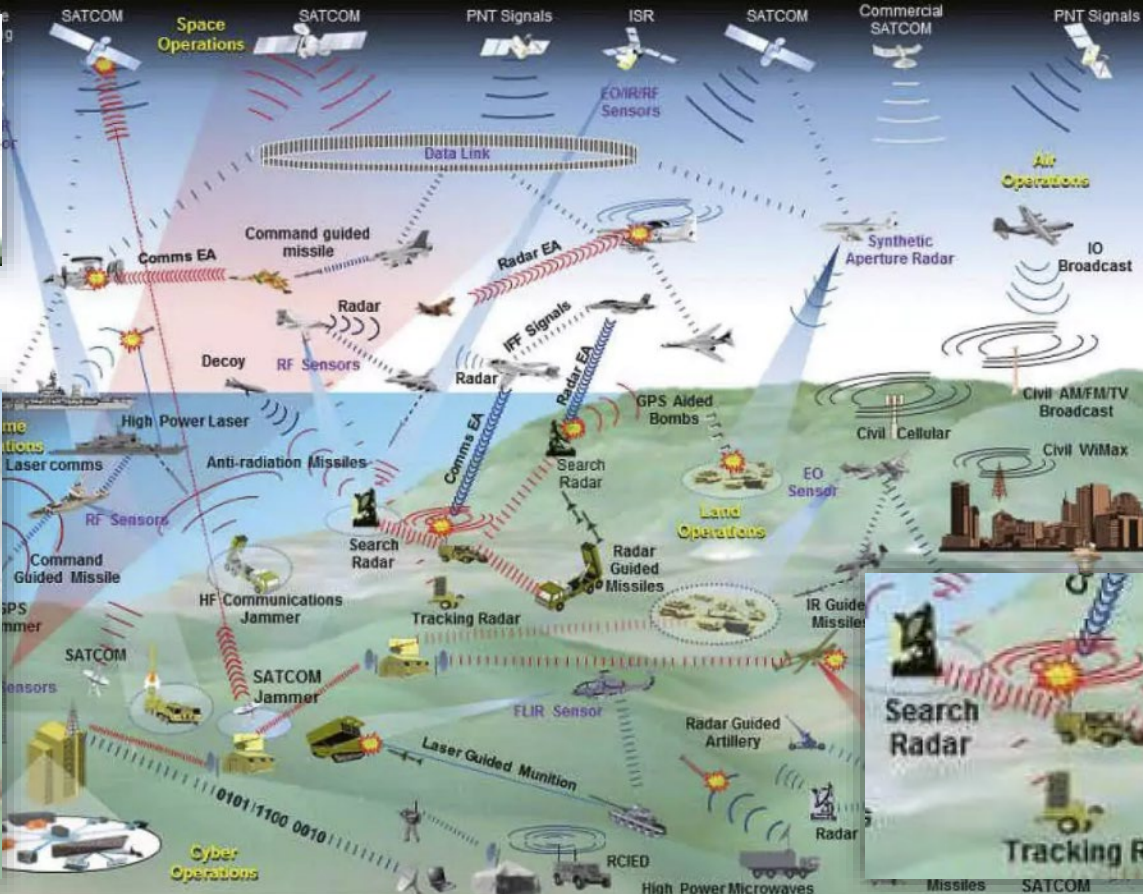 SATCOM
Space
Operations
SATCOM
PNT Signals
ISR
SATCOM
Commercial
SATCOM
PNT Signals
EO/IR/RF
Sensors
Data Link
Air
Operations
Command guided
missile
Comms EA
Radar EA
Synthetic
Aperture Radar
IO
Broadcast
Radar
IFF Signals
RF Sensors
Decoy
Radar
Radar EA
GPS Aided
Bombs
Civil AM/FM/TV
Broadcast
High Power Laser
Comms EA
Civil Cellular
Laser comms
Anti-radiation Missiles
Search
Radar
EO
Sensor
Civil WiMax
RF Sensors
Land
Operations
Search
Radar
Radar
Guided
Missiles
Command
Guided Missile
HF Communications
Jammer
Tracking Radar
IR Guide
Missiles
SATCOM
SATCOM
Jammer
FLIR Sensor
Radar Guided
Artillery
Laser Guided Munition
0101/1100 0010
Radar
Cyber
Operations
RCIED
High Power Microwaves
Search
Radar
Tracking R
Missiles
SATCOM